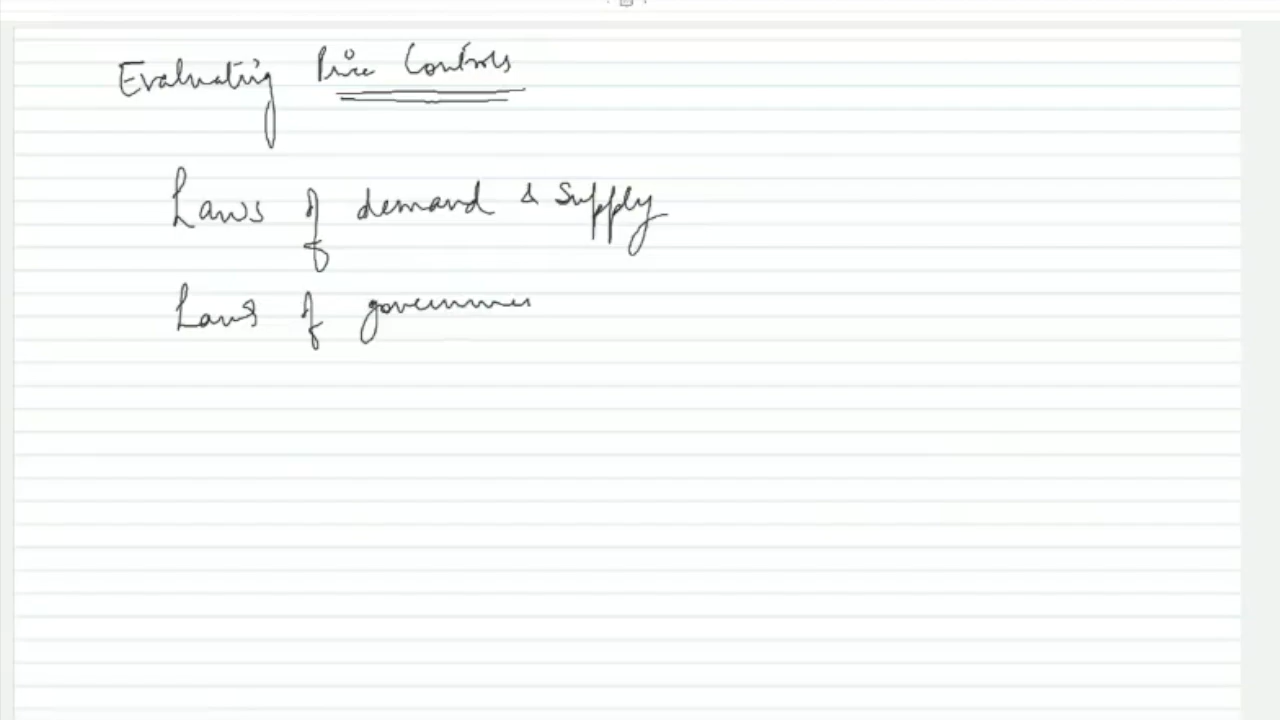 Evaluating Price Controls
Laws of demand & Supply
Laws of governmen